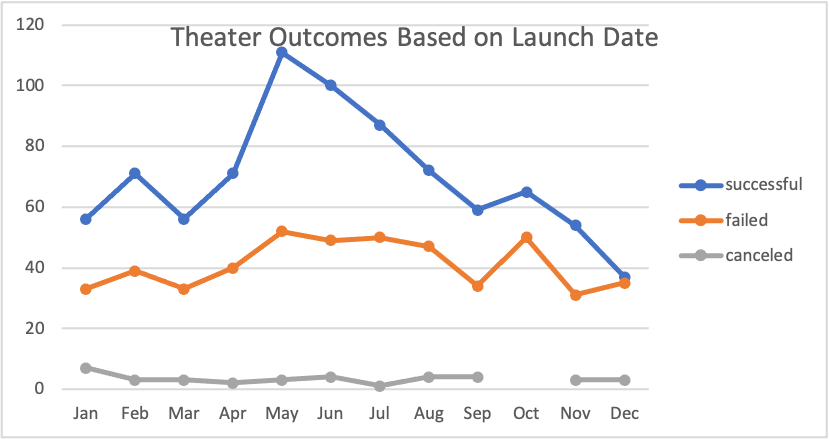 Theater Outcomes Based on Launch Date
120
100
80
60
40
20
0
Jan Feb Mar Apr May Jun Jul Aug Sep Oct Nov Dec
successful
failed
canceled